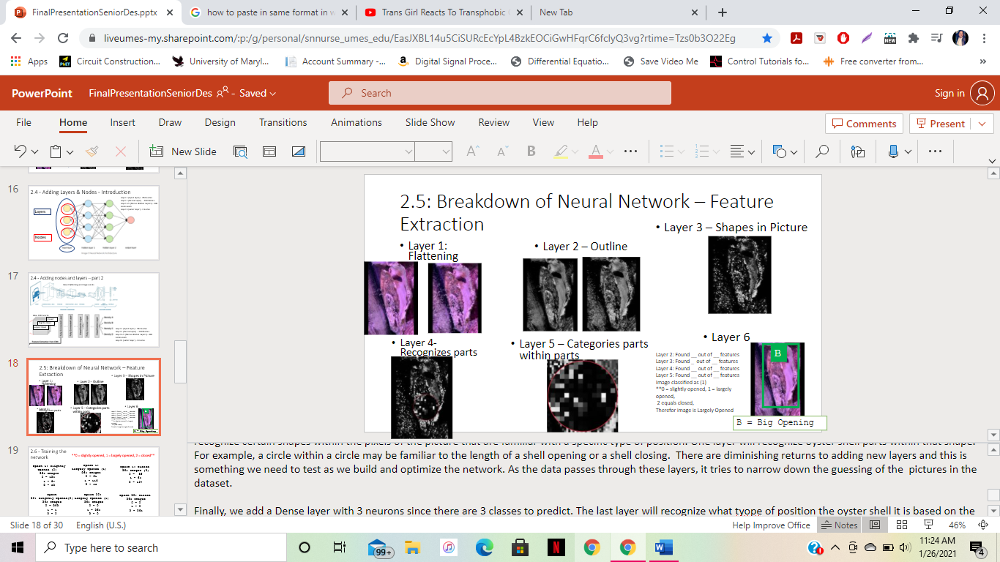 FinalPresentationSeniorDes.pptx
how to paste in same format in w
Trans Girl Reacts To Transphobic
New Tab
liveumes-my.sharepoint.com/:p:/g/personal/snnurse_umes_edu/EasJXBL14u5CiSURcEcYpL4BzkEOCiGwHFqrC6fclyQ3vg?rtime=Tzs0b3O22Eg
Apps
Circuit Construction...
University of Maryl...
Account Summary -...
Digital Signal Proce...
Differential Equatio...
Save Video Me
Control Tutorials fo...
Free converter from...
PowerPoint
FinalPresentationSeniorDes
- Saved
Search
Sign in
File
Home
Insert
Draw
Design
Transitions
Animations
Slide Show
Review
View
Help
Comments
Present
New Slide
16
2.4 - Adding Layers & Nodes - Introduction
Layers
Nodes
17
2.4 - Adding nodes and layers – part 2
18
2.5: Breakdown of Neural Network – Feature
Extraction
19
2.6 - Training the
network
**0 = slightly opened, 1 = largely opened, 2 = closed**
2.5: Breakdown of Neural Network – Feature
Extraction
• Layer 1:
Flattening
• Layer 2 – Outline
• Layer 3 – Shapes in Picture
• Layer 4-
Recognizes parts
• Layer 5 – Categories parts
within parts
• Layer 6
Layer 2: Found __ out of __ features
Layer 3: Found _ out of __ features
Layer 4: Found __ out of __ features
Layer 5: Found __ out of __ features
Image classified as (1)
**0 = slightly opened, 1 = largely
opened,
2 equals closed,
Therefor image is Largely Opened
B
B = Big Opening
recognize certain shapes within the pixels of the picture that are familiar with a specific type of position. One layer will recognize oyster shell parts within that shape.
For example, a circle within a circle may be familiar to the length of a shell opening or a shell closing. There are diminishing returns to adding new layers and this is
something we need to test as we build and optimize the network. As the data passes through these layers, it tries to narrow down the guessing of the pictures in the
dataset.
Finally, we add a Dense layer with 3 neurons since there are 3 classes to predict. The last layer will recognize what tyope of position the oyster shell it is based on the
Slide 18 of 30
English (U.S.)
Help Improve Office
Notes
46%
Type here to search
99+
11:24 AM
1/26/2021
4